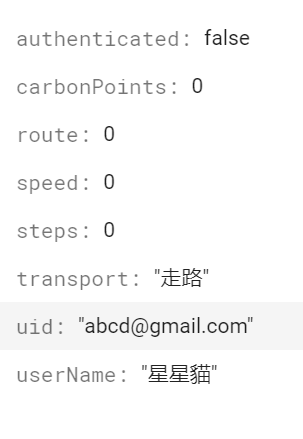 authenticated: false
carbonPoints: 0
route: 0
speed: 0
steps: 0
transport: "走路"
uid: "abcd@gmail.com"
userName: "星星貓"